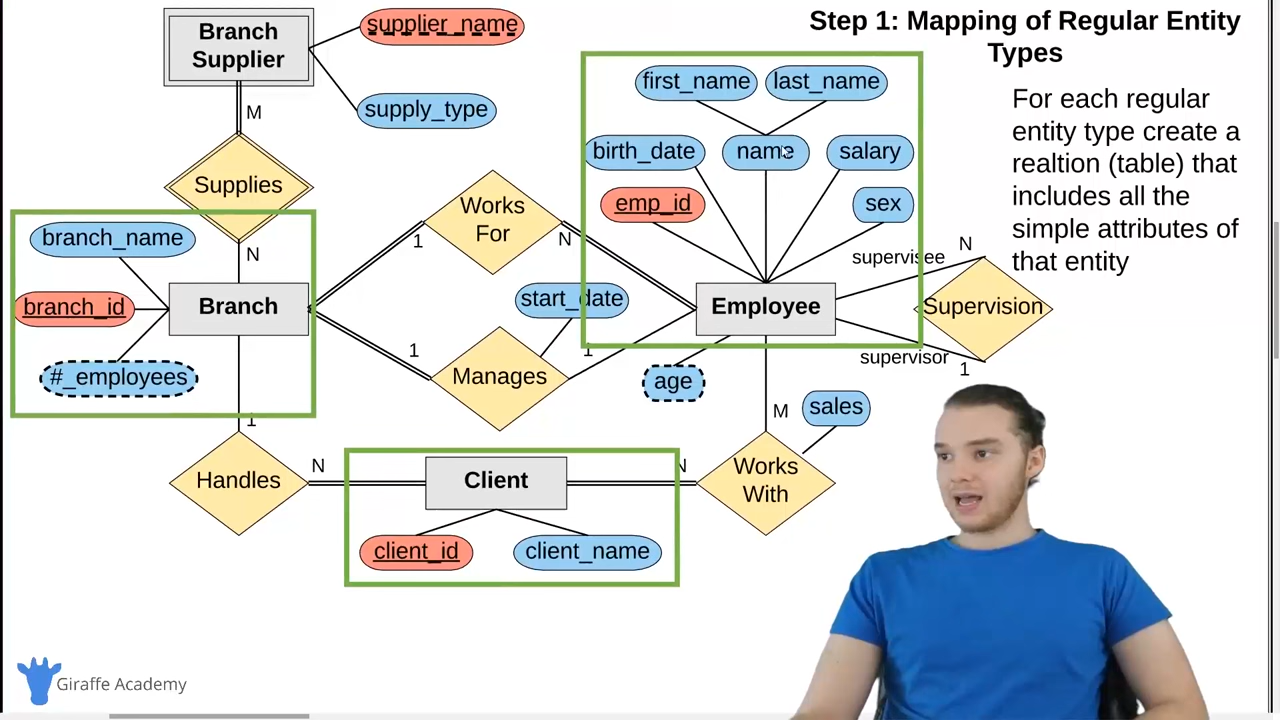 Step 1: Mapping of Regular Entity
Types
For each regular
entity type create a
realtion (table) that
includes all the
simple attributes of
that entity
Branch
Supplier
supplier_name
supply_type
M
Supplies
N
branch_name
branch_id
#_employees
Branch
1
Works
For
N
1
start_date
Manages
1
first_name
last_name
birth_date
name
salary
emp_id
sex
Employee
age
supervisee
N
Supervision
supervisor
1
M
sales
Works
With
N
1
Handles
N
Client
client_id
client_name
Giraffe Academy